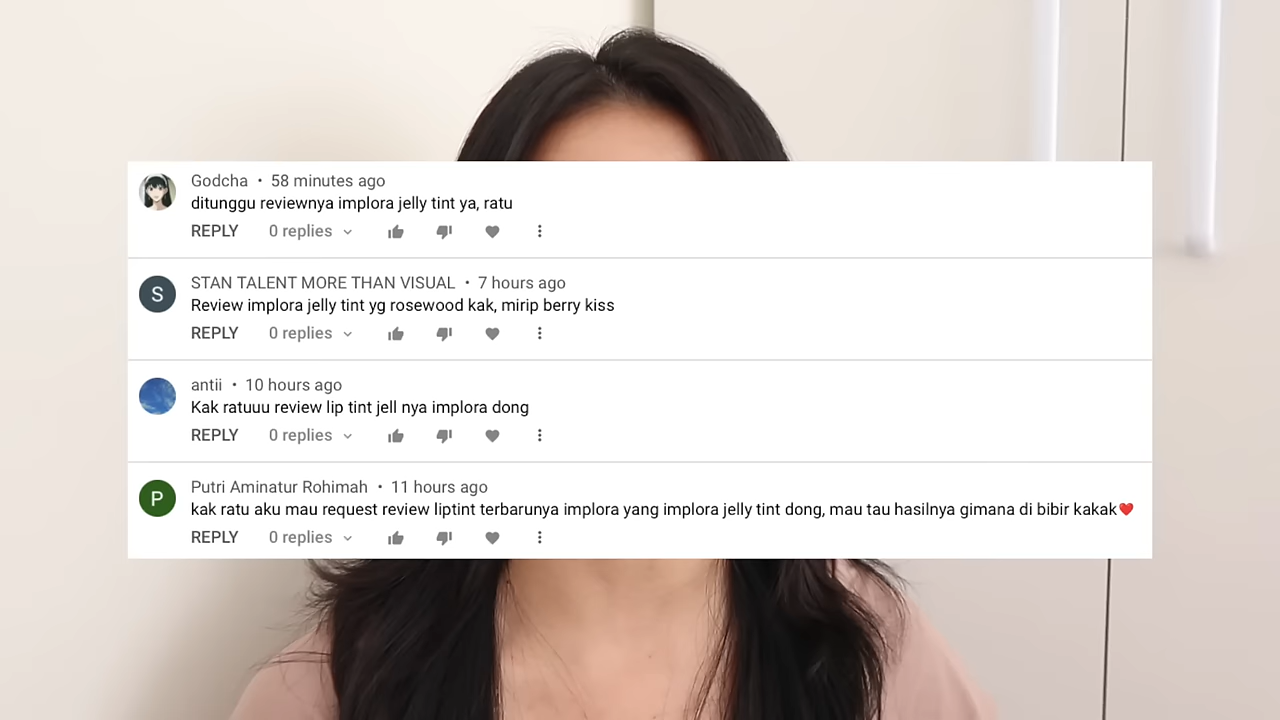 Godcha • 58 minutes ago
ditunggu reviewnya implora jelly tint ya, ratu
REPLY 0 replies
S
STAN TALENT MORE THAN VISUAL • 7 hours ago
Review implora jelly tint yg rosewood kak, mirip berry kiss
REPLY 0 replies
antii • 10 hours ago
Kak ratuuu review lip tint jell nya implora dong
REPLY 0 replies
P
Putri Aminatur Rohimah • 11 hours ago
kak ratu aku mau request review liptint terbarunya implora yang implora jelly tint dong, mau tau hasilnya gimana di bibir kakak❤️
REPLY 0 replies